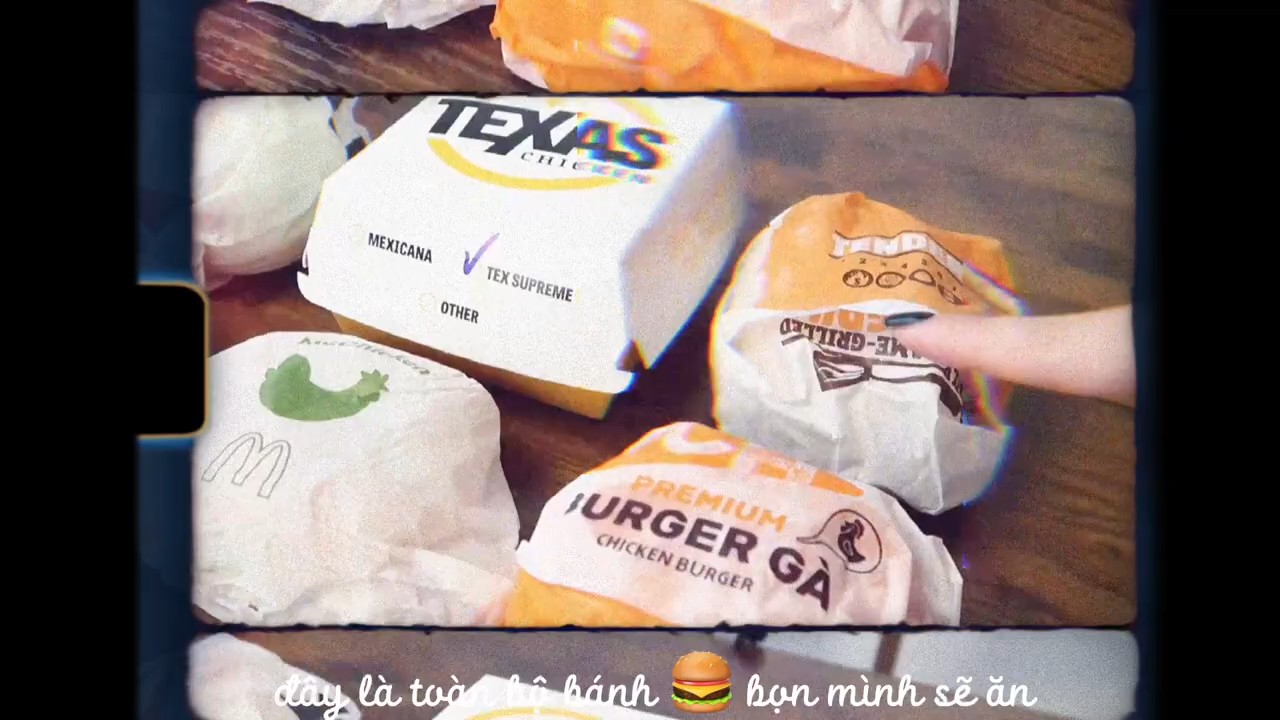 TEXAS
CHICKEN
MEXICANA
TEX SUPREME
OTHER
McChicken
PREMIUM
BURGER GÀ
CHICKEN BURGER
đây là toàn bộ bánh 🍔 bọn mình sẽ ăn